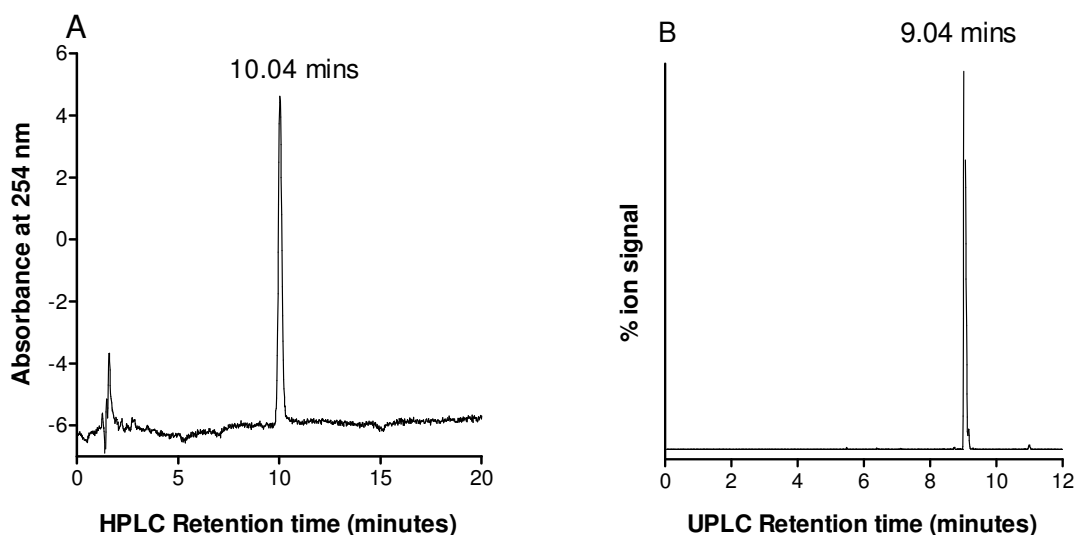 A
10.04 mins
Absorbance at 254 nm
6
4
2
0
-2
-4
-6
0 5 10 15 20
HPLC Retention time (minutes)
B
9.04 mins
% ion signal
0 2 4 6 8 10 12
UPLC Retention time (minutes)